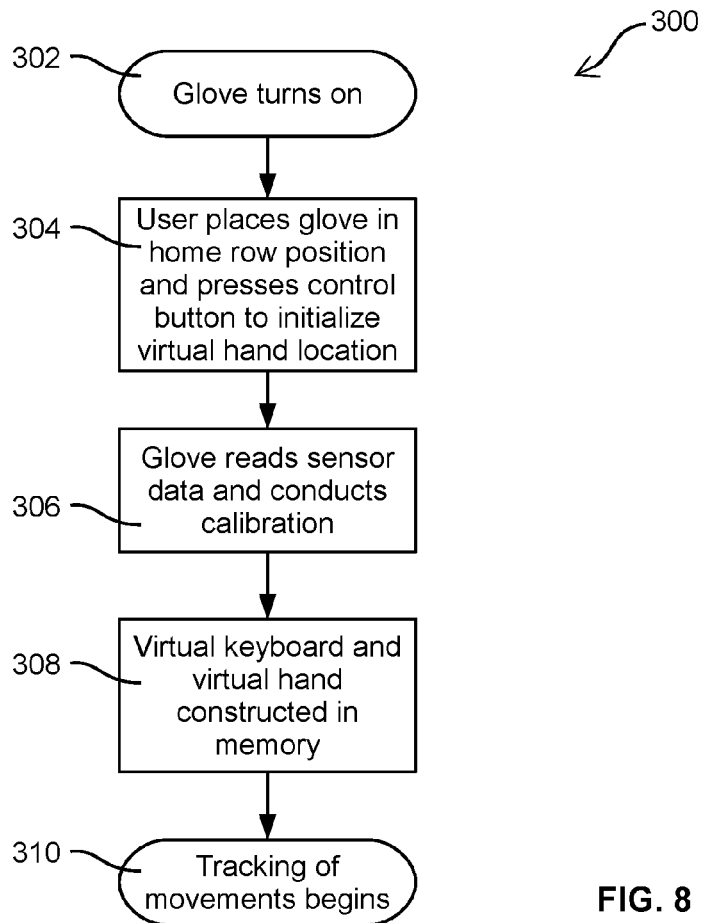 300
302
Glove turns on
304
User places glove in
home row position
and presses control
button to initialize
virtual hand location
306
Glove reads sensor
data and conducts
calibration
308
Virtual keyboard and
virtual hand
constructed in
memory
310
Tracking of
movements begins
FIG. 8